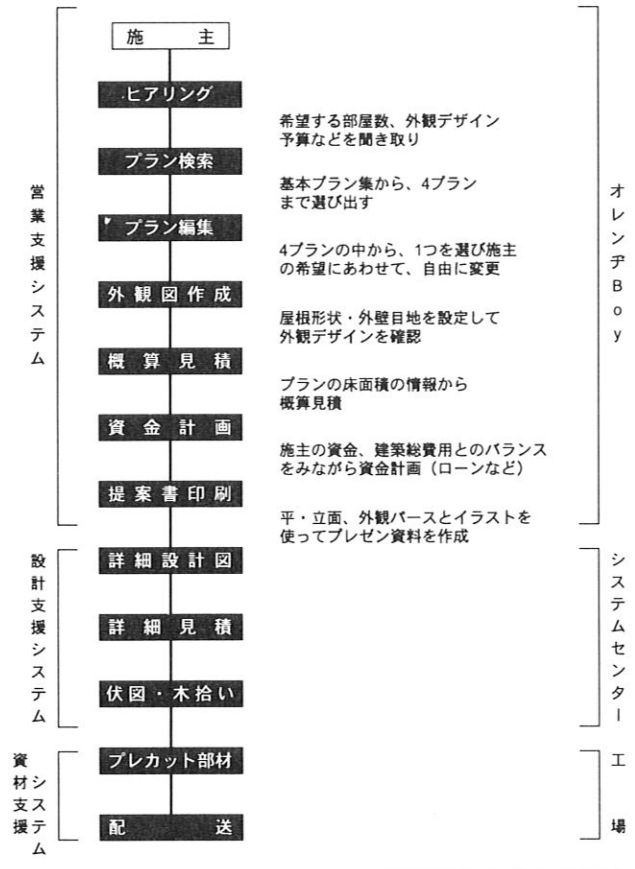 施主
ヒアリング
希望する部屋数、外観デザイン
予算などを聞き取り
プラン検索
基本プラン集から、4プラン
まで選び出す
プラン編集
4プランの中から、1つを選び施主
の希望にあわせて、自由に変更
外観図作成
屋根形状・外壁目地を設定して
外観デザインを確認
概算見積
プランの床面積の情報から
概算見積
資金計画
施主の資金、建築総費用とのバランス
をみながら資金計画（ローンなど）
提案書印刷
平・立面、外観パースとイラストを
使ってプレゼン資料を作成
営業支援システム
オレンヂBoy
詳細設計図
詳細見積
伏図・木拾い
設計支援システム
システムセンター
プレカット部材
配送
資材支援
システム
工場